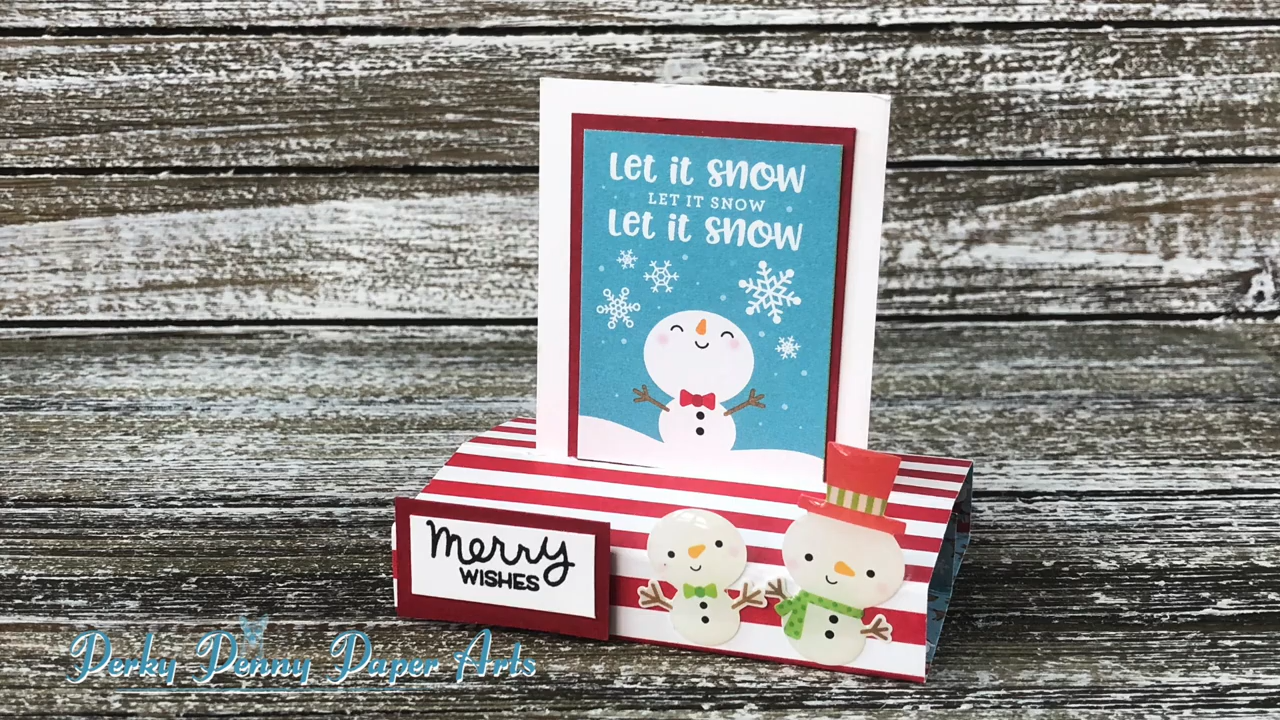 Let it snow
LET IT SNOW
Let it snow
merry
WISHES
Perky Penny Paper Arts